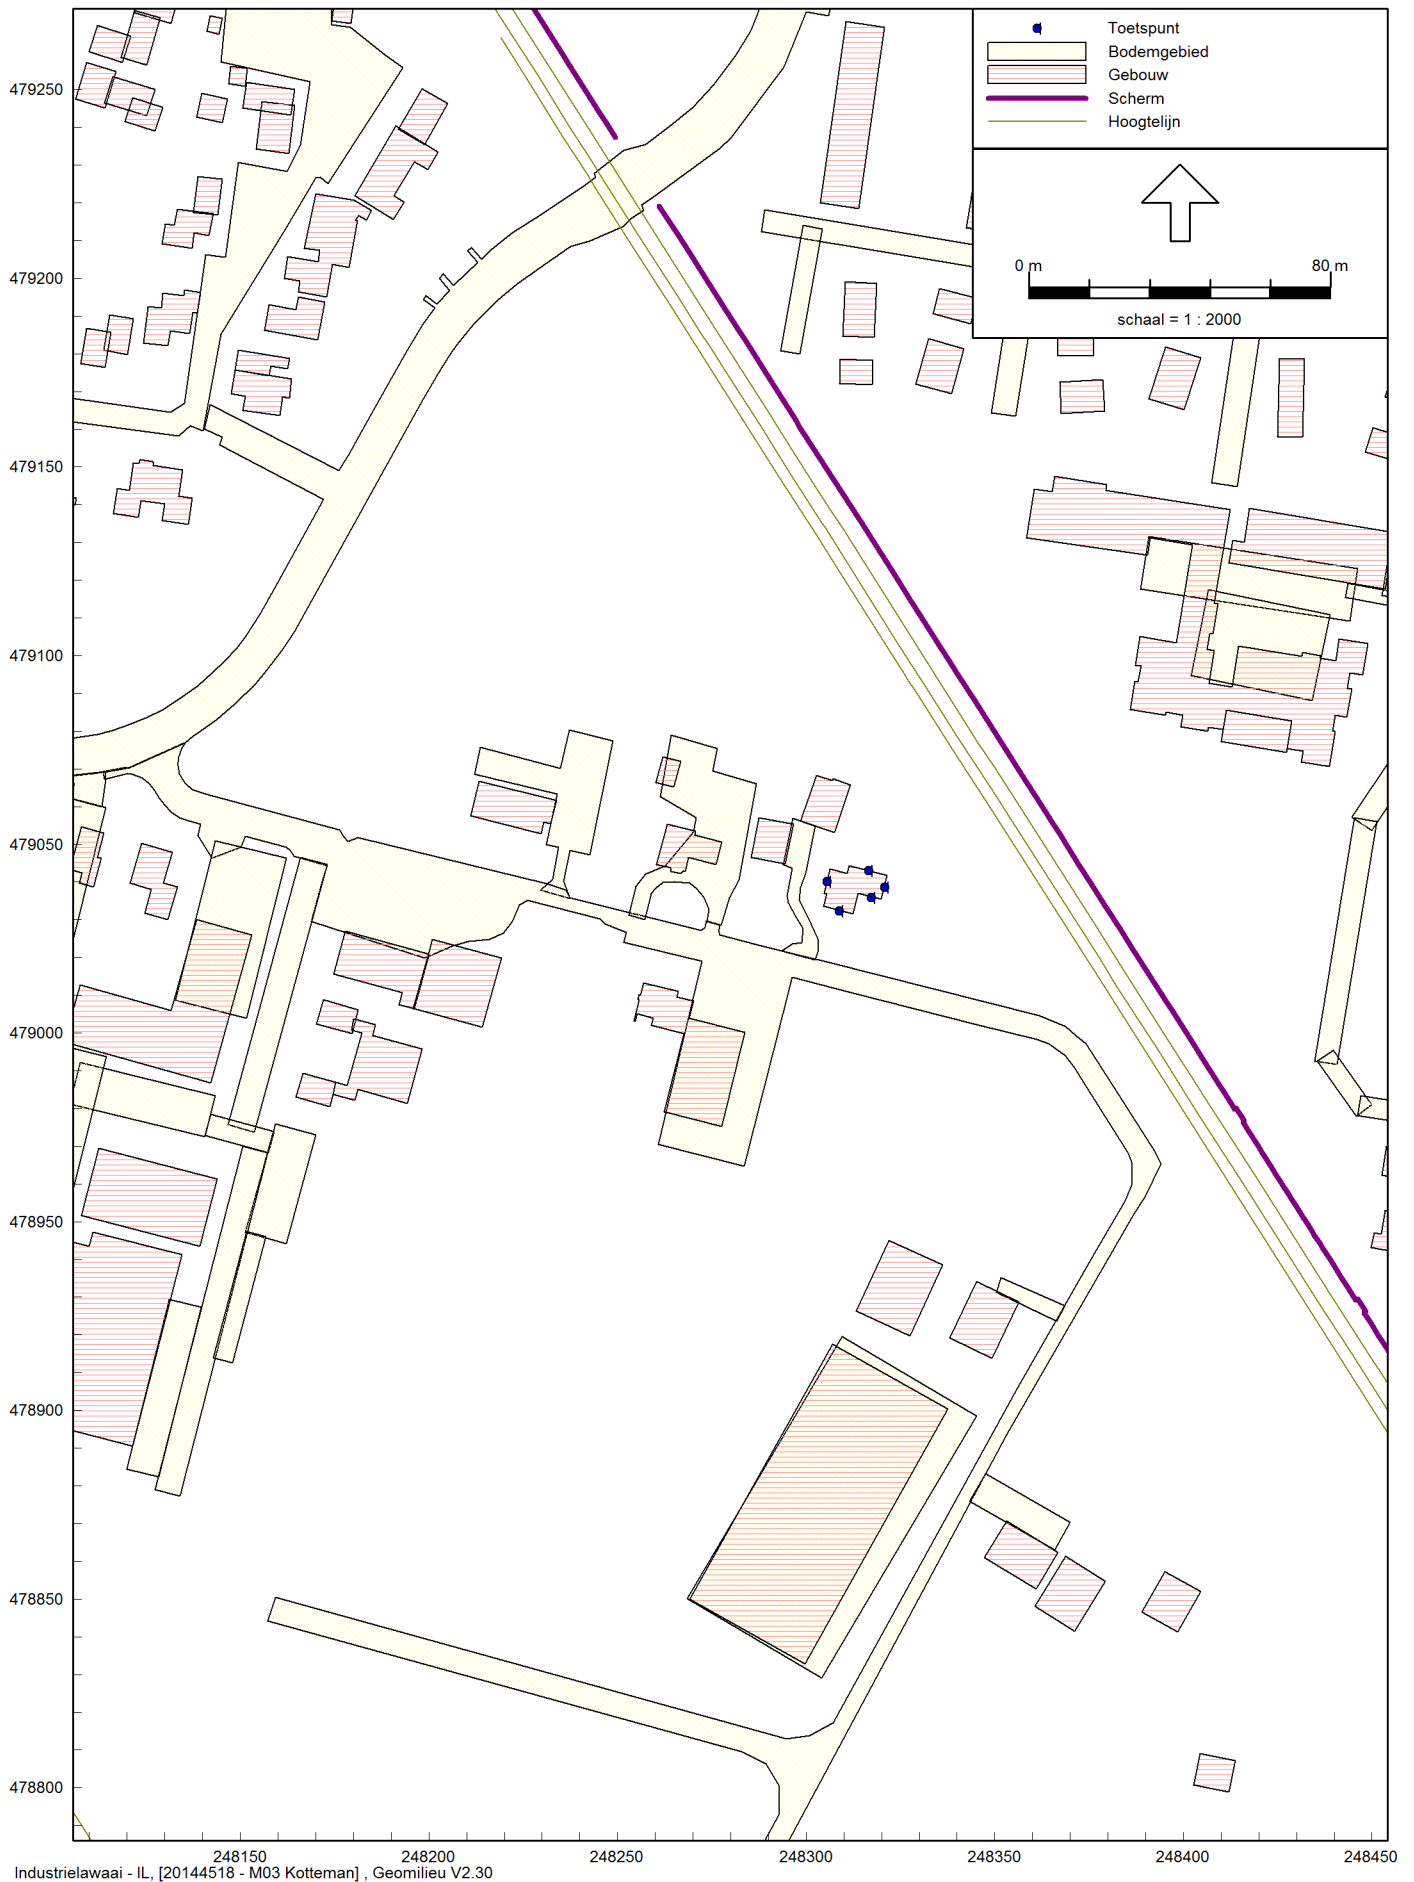 Toetspunt
Bodemgebied
Gebouw
Scherm
Hoogtelijn
0 m 80 m
schaal = 1 : 2000
479250
479200
479150
479100
479050
479000
478950
478900
478850
478800
248150 248200 248250 248300 248350 248400 248450
Industrielawaai - IL, [20144518 - M03 Kotteman] , Geomilieu V2.30